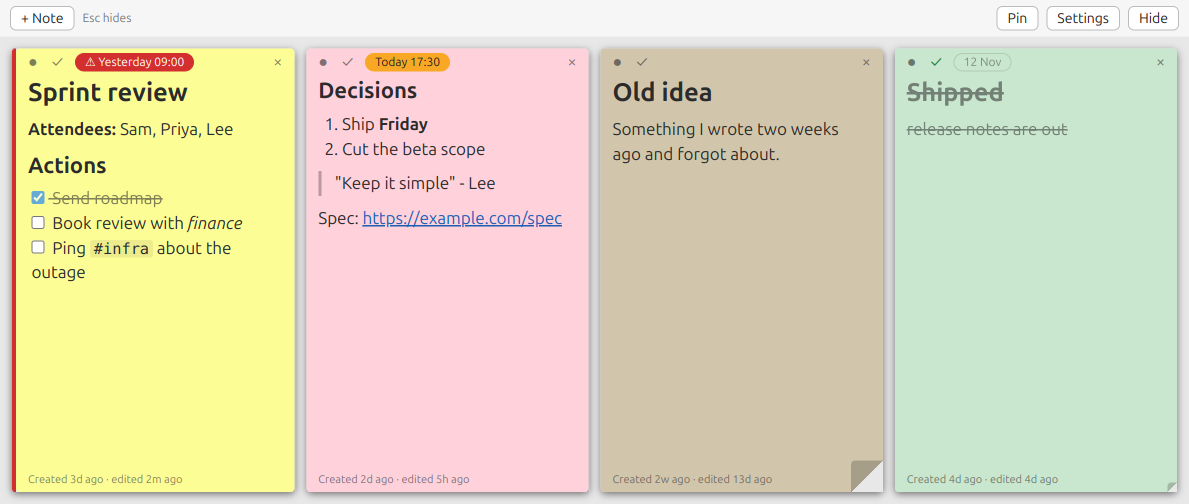 + Note
Esc hides
Pin
Settings
Hide
⚠ Yesterday 09:00
Sprint review
Attendees: Sam, Priya, Lee
Actions
Send roadmap
Book review with finance
Ping #infra about the
outage
Created 3d ago · edited 2m ago
Today 17:30
Decisions
1. Ship Friday
2. Cut the beta scope
"Keep it simple" - Lee
Spec: https://example.com/spec
Created 2d ago · edited 5h ago
Old idea
Something I wrote two weeks
ago and forgot about.
Created 2w ago · edited 13d ago
12 Nov
Shipped
release notes are out
Created 4d ago · edited 4d ago